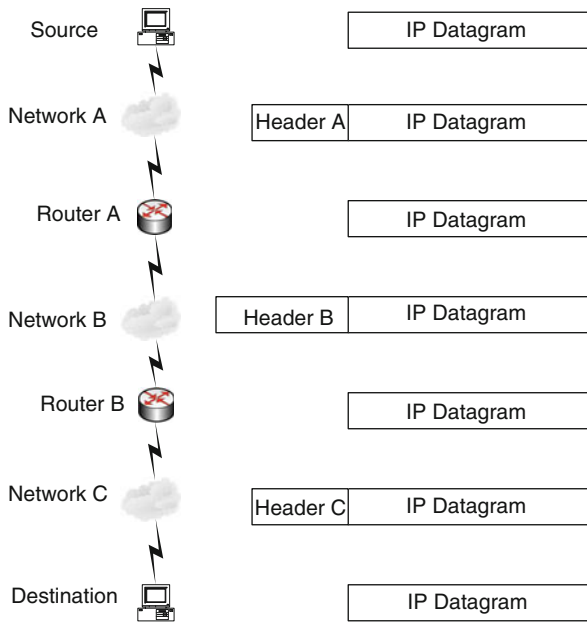 Source IP Datagram
Network A Header A IP Datagram
Router A IP Datagram
Network B Header B IP Datagram
Router B IP Datagram
Network C Header C IP Datagram
Destination IP Datagram